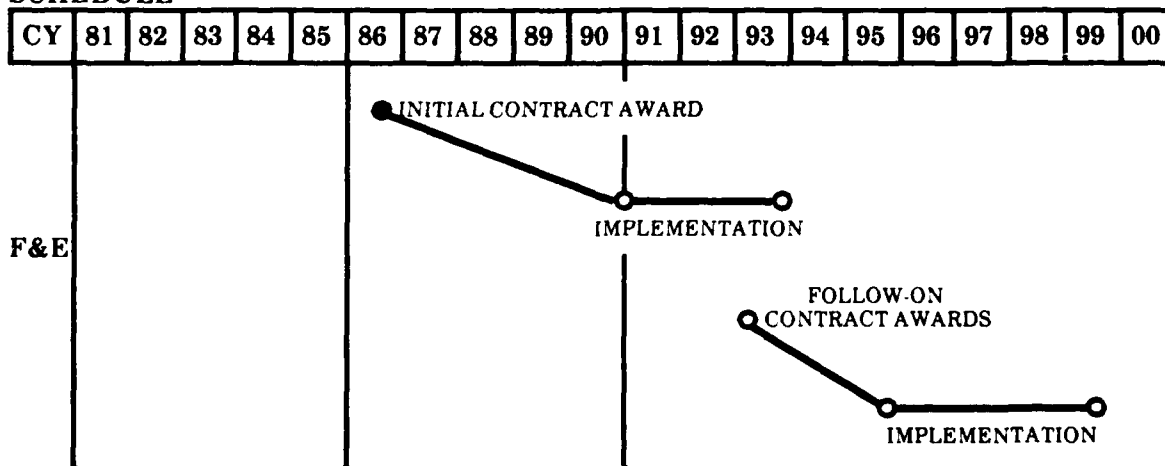 SCHEDULE
CY 81 82 83 84 85 86 87 88 89 90 91 92 93 94 95 96 97 98 99 00
INITIAL CONTRACT AWARD
IMPLEMENTATION
F&E
FOLLOW-ON
CONTRACT AWARDS
IMPLEMENTATION